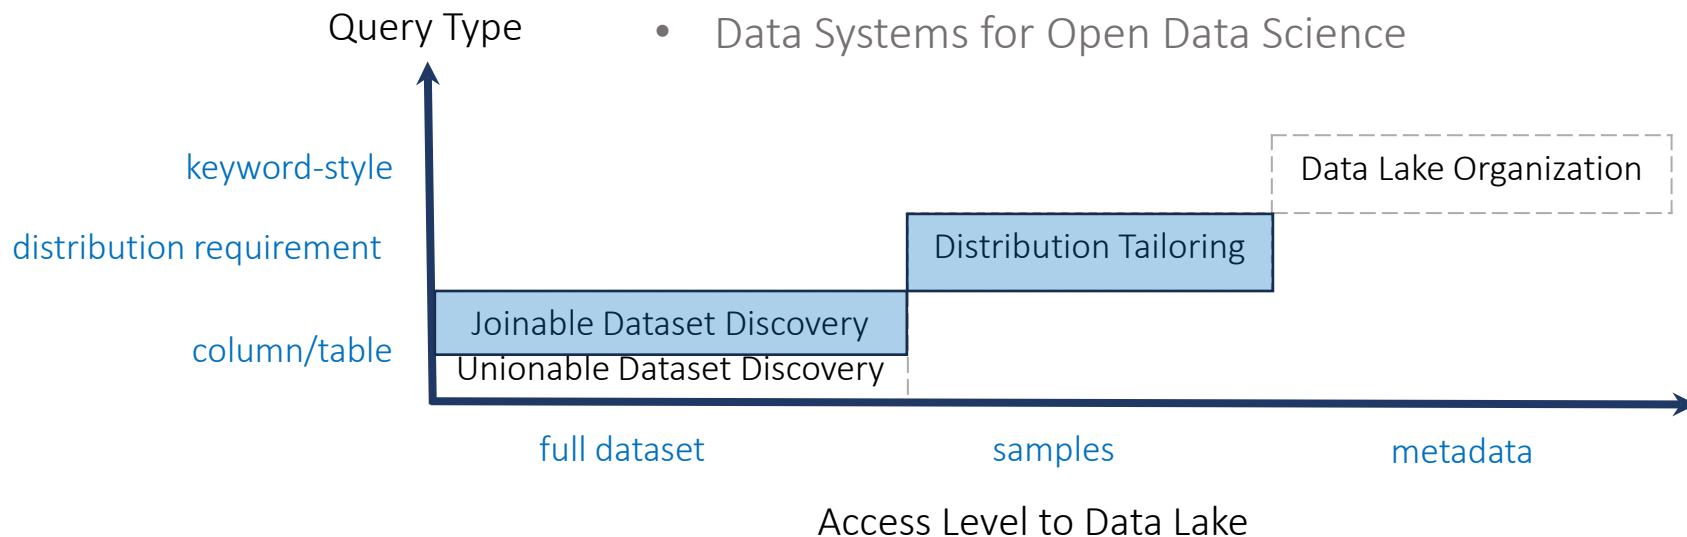 Query Type
• Data Systems for Open Data Science
keyword-style
Data Lake Organization
distribution requirement
Distribution Tailoring
Joinable Dataset Discovery
column/table
Unionable Dataset Discovery
full dataset
samples
metadata
Access Level to Data Lake